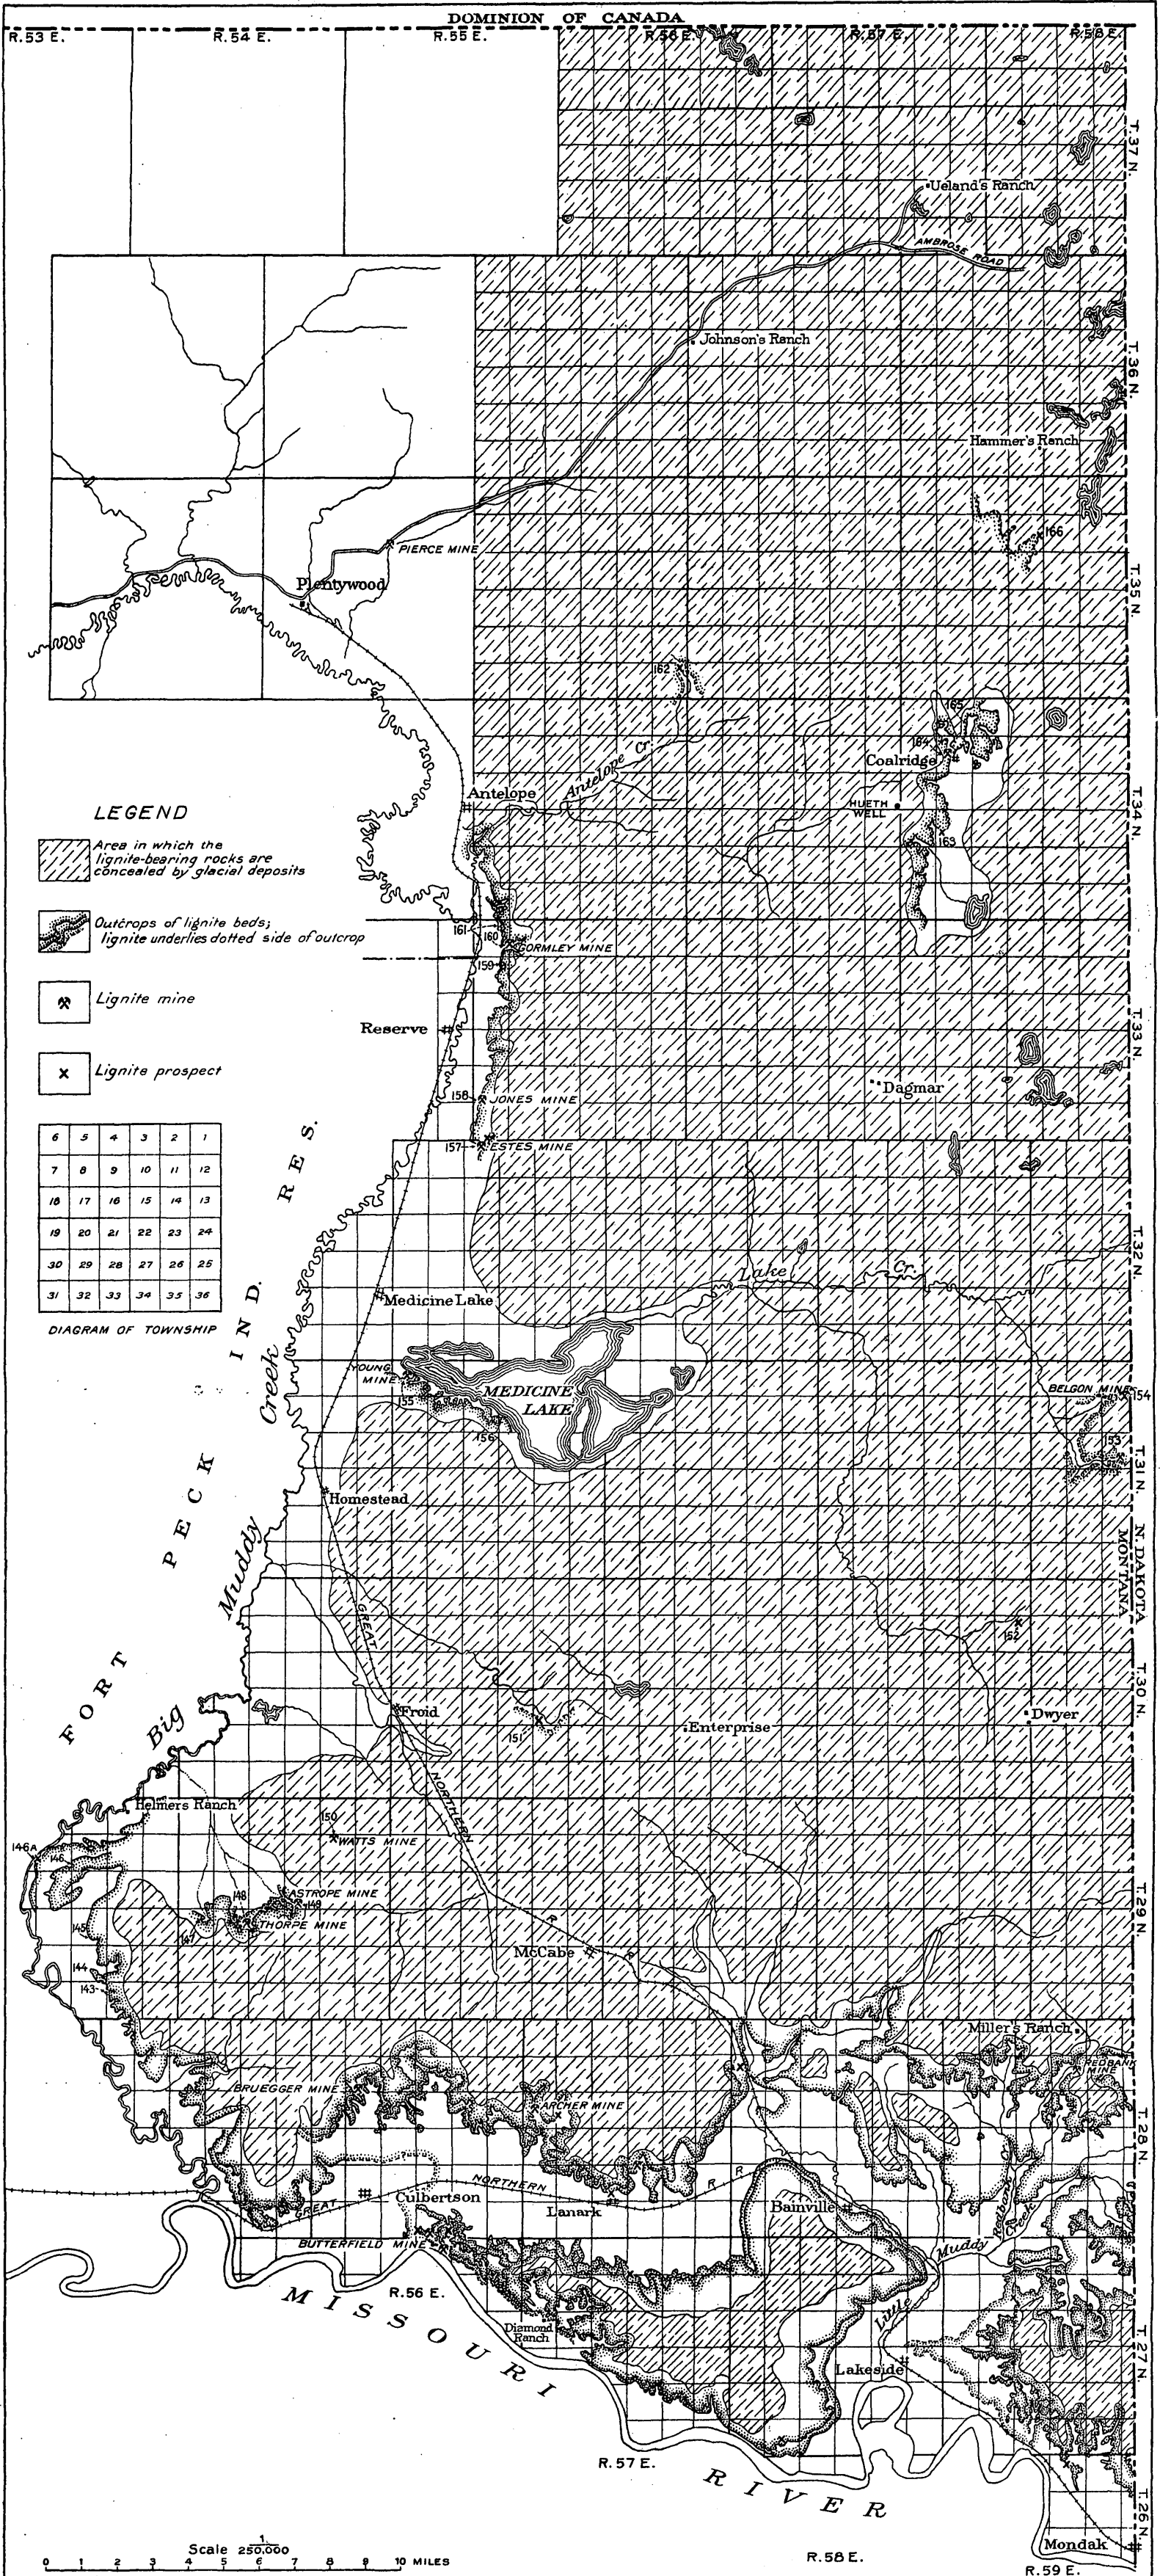 DOMINION OF CANADA
R.53 E. R.54 E. R.55 E. R.56 E. R.57 E. R.58 E.
T.37 N.
Ueland's Ranch
AMBROSE ROAD
Johnson's Ranch
T.36 N.
Hammer's Ranch
166
PIERCE MINE
Plentywood
T.35 N.
162
165
164
Coalridge
Antelope Cr.
Antelope
HUETH WELL
T.34 N.
163
LEGEND
Area in which the
lignite-bearing rocks are
concealed by glacial deposits
Outcrops of lignite beds;
lignite underlies dotted side of outcrop
161
160
GORMLEY MINE
159
Lignite mine
Reserve
T.33 N.
Lignite prospect
Dagmar
158
JONES MINE
157
ESTES MINE
6 5 4 3 2 1
7 8 9 10 11 12
18 17 16 15 14 13
19 20 21 22 23 24
30 29 28 27 26 25
31 32 33 34 35 36
DIAGRAM OF TOWNSHIP
T.32 N.
Lake Cr.
Medicine Lake
YOUNG MINE
155
156
MEDICINE
LAKE
BELGON MINE
154
153
T.31 N.
Homestead
FORT PECK IND. RES.
Big Muddy Creek
N. DAKOTA
MONTANA
GREAT NORTHERN R R
152
T.30 N.
Froid
151
Enterprise
Dwyer
Helmers Ranch
150
WATTS MINE
146A
146
ASTROPE MINE
149
148
THORPE MINE
147
145
T.29 N.
McCabe
144
143
Miller's Ranch
REDBANK MINE
BRUEGGER MINE
ARCHER MINE
T.28 N.
GREAT NORTHERN R R
Culbertson
Lanark
Bainville
Redbank Creek
Little Muddy
BUTTERFIELD MINE
R.56 E.
Diamond
Ranch
Lakeside
T.27 N.
MISSOURI RIVER
R.57 E.
T.26 N.
Mondak
R.58 E.
R.59 E.
Scale 1/250,000
0 1 2 3 4 5 6 7 8 9 10 MILES